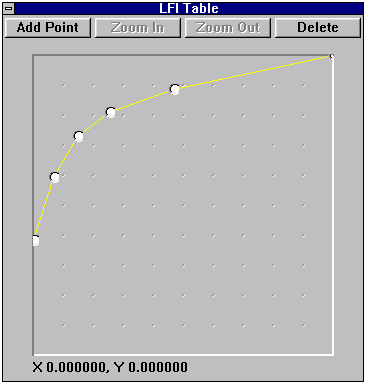 LFI Table
Add Point Zoom In Zoom Out Delete
X 0.000000, Y 0.000000